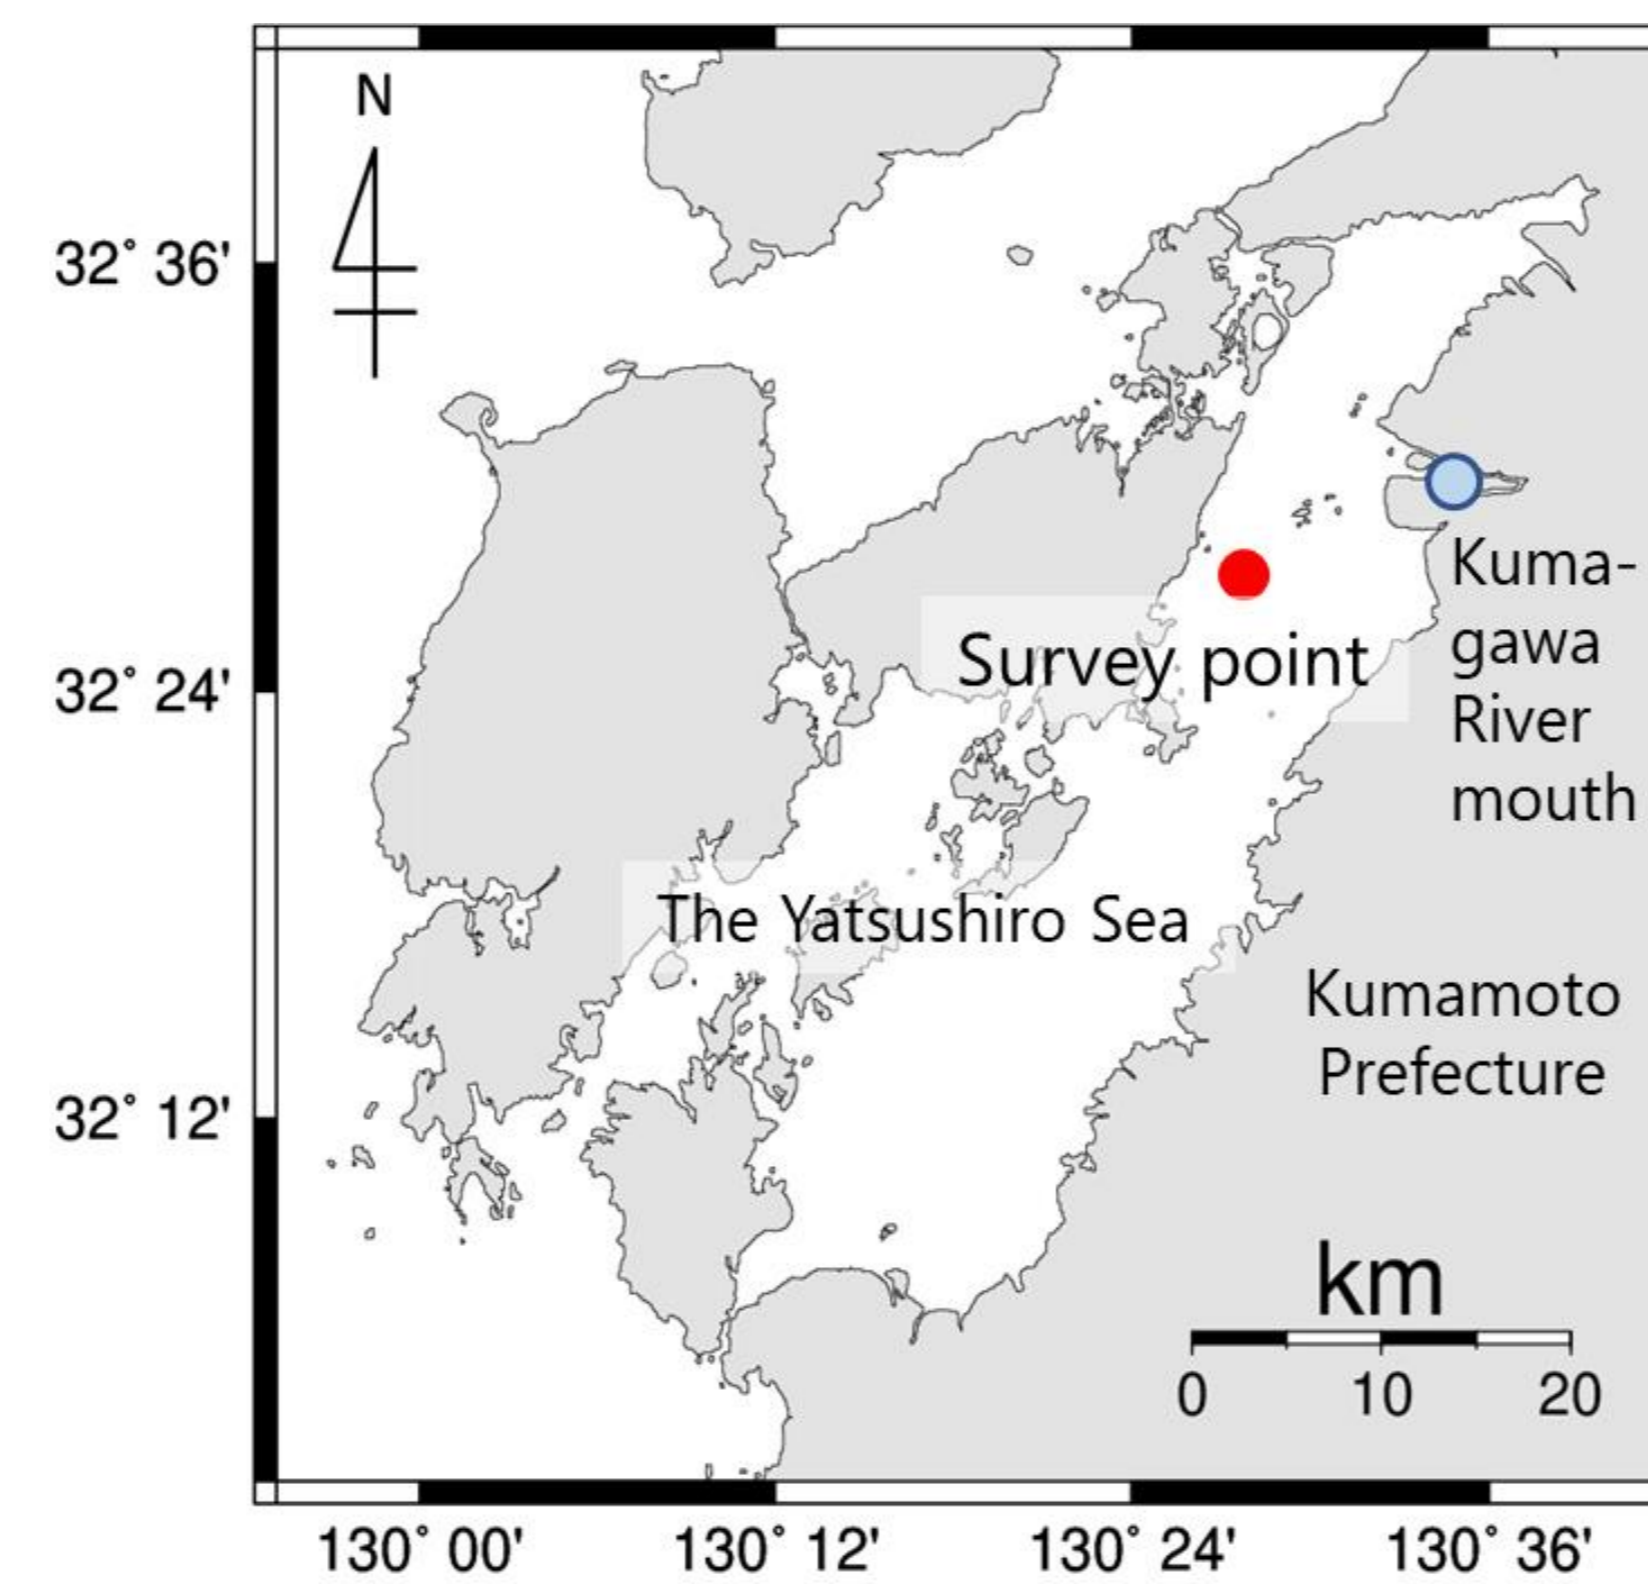 N
32° 36'
32° 24'
32° 12'
Kuma-
gawa
River
mouth
Survey point
The Yatsushiro Sea
Kumamoto
Prefecture
km
0 10 20
130° 00' 130° 12' 130° 24' 130° 36'